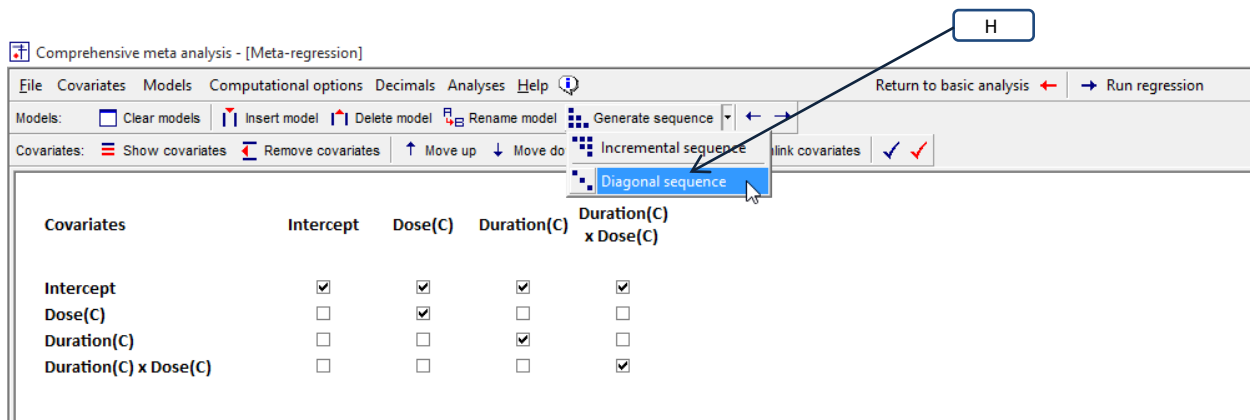 H
Comprehensive meta analysis - [Meta-regression]
File Covariates Models Computational options Decimals Analyses Help Return to basic analysis Run regression
Models: Clear models Insert model Delete model Rename model Generate sequence
Covariates: Show covariates Remove covariates Move up Move do Incremental sequence link covariates
Diagonal sequence
Covariates Intercept Dose(C) Duration(C) Duration(C)
x Dose(C)
Intercept
Dose(C)
Duration(C)
Duration(C) x Dose(C)